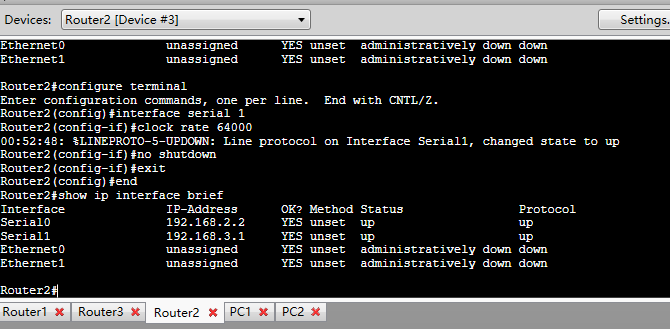 Devices: Router2 [Device #3] Settings.
Ethernet0 unassigned YES unset administratively down down
Ethernet1 unassigned YES unset administratively down down
Router2#configure terminal
Enter configuration commands, one per line. End with CNTL/Z.
Router2(config)#interface serial 1
Router2(config-if)#clock rate 64000
00:52:48: %LINEPROTO-5-UPDOWN: Line protocol on Interface Serial1, changed state to up
Router2(config-if)#no shutdown
Router2(config-if)#exit
Router2(config)#end
Router2#show ip interface brief
Interface IP-Address OK? Method Status Protocol
Serial0 192.168.2.2 YES unset up up
Serial1 192.168.3.1 YES unset up up
Ethernet0 unassigned YES unset administratively down down
Ethernet1 unassigned YES unset administratively down down
Router2#
Router1 Router3 Router2 PC1 PC2